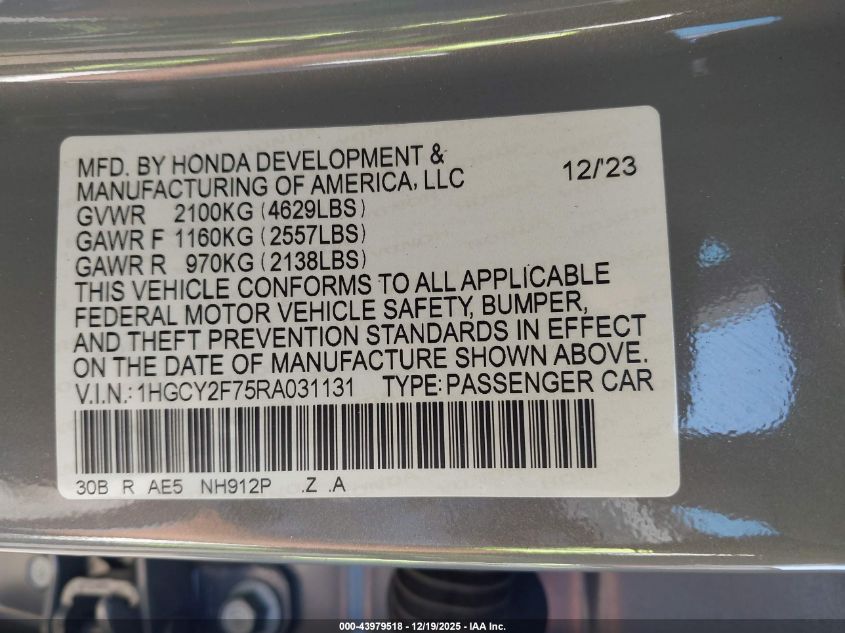 MFD. BY HONDA DEVELOPMENT &
MANUFACTURING OF AMERICA, LLC 12/'23
GVWR 2100KG (4629LBS)
GAWR F 1160KG (2557LBS)
GAWR R 970KG (2138LBS)
THIS VEHICLE CONFORMS TO ALL APPLICABLE
FEDERAL MOTOR VEHICLE SAFETY, BUMPER,
AND THEFT PREVENTION STANDARDS IN EFFECT
ON THE DATE OF MANUFACTURE SHOWN ABOVE.
V.I.N.: 1HGCY2F75RA031131 TYPE: PASSENGER CAR
30B R AE5 NH912P .Z .A
000-43979518 - 12/19/2025 - IAA Inc.